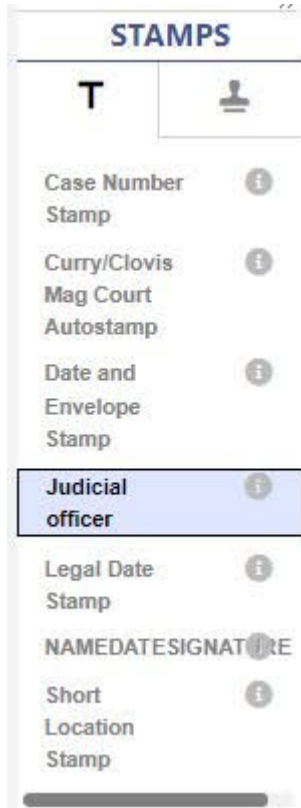 STAMPS
T
Case Number
Stamp
Curry/Clovis
Mag Court
Autostamp
Date and
Envelope
Stamp
Judicial
officer
Legal Date
Stamp
NAMEDATESIGNATURE
Short
Location
Stamp